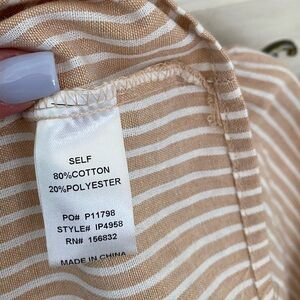 SELF
80%COTTON
20%POLYESTER
PO# P11798
STYLE# IP4958
RN# 156832
MADE IN CHINA